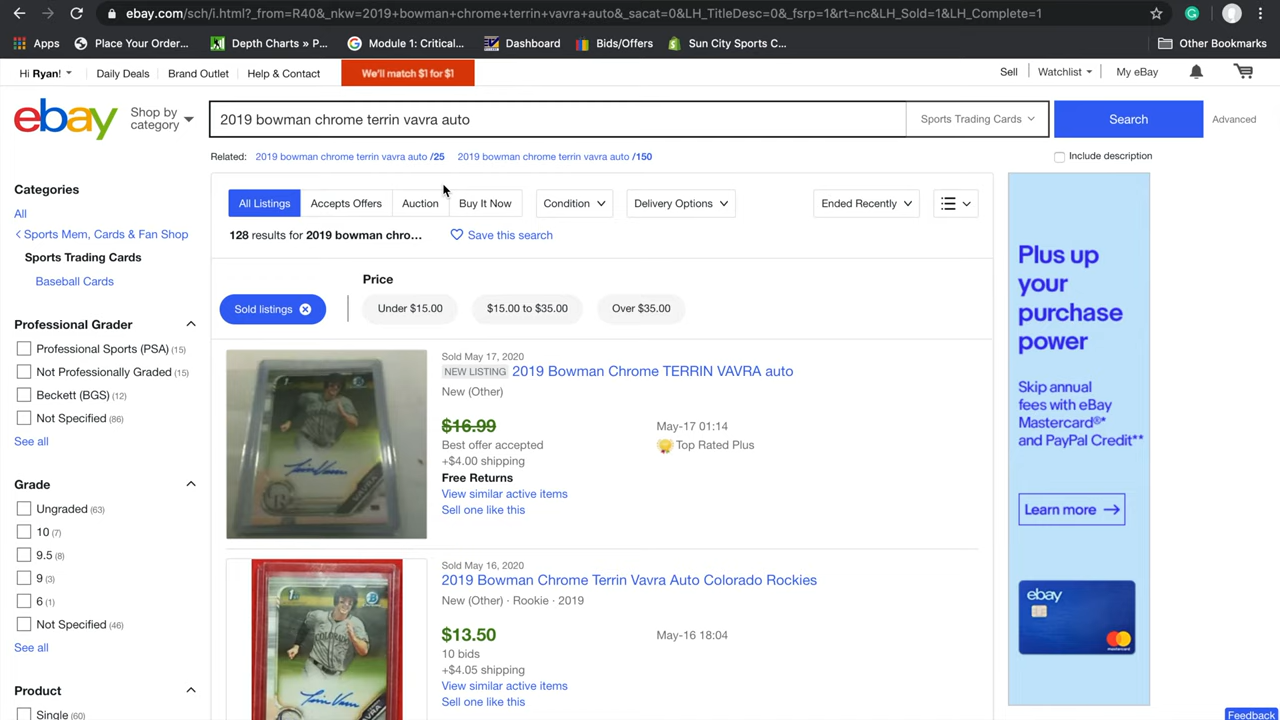 ebay.com/sch/i.html?_from=R40&_nkw=2019+bowman+chrome+terrin+vavra+auto&_sacat=0&LH_TitleDesc=0&_fsrp=1&rt=nc&LH_Sold=1&LH_Complete=1
Apps Placing Your Order... Depth Charts » P... Module 1: Critical... Dashboard Bids/Offers Sun City Sports C... Other Bookmarks
Hi Ryan! Daily Deals Brand Outlet Help & Contact We'll match $1 for $1 Sell Watchlist My eBay
ebay Shop by category 2019 bowman chrome terrin vavra auto Sports Trading Cards Search Advanced
Related: 2019 bowman chrome terrin vavra auto /25 2019 bowman chrome terrin vavra auto /150 Include description
Categories
All
Sports Mem, Cards & Fan Shop
Sports Trading Cards
Baseball Cards
Professional Grader
Professional Sports (PSA) (15)
Not Professionally Graded (15)
Beckett (BGS) (12)
Not Specified (86)
See all
Grade
Ungraded (63)
10 (7)
9.5 (8)
9 (3)
6 (1)
Not Specified (46)
See all
Product
Single (60)
All Listings Accepts Offers Auction Buy It Now Condition Delivery Options Ended Recently
128 results for 2019 bowman chro... Save this search
Price
Sold listings Under $15.00 $15.00 to $35.00 Over $35.00
Sold May 17, 2020
NEW LISTING 2019 Bowman Chrome TERRIN VAVRA auto
New (Other)
$16.99 May-17 01:14
Best offer accepted Top Rated Plus
+$4.00 shipping
Free Returns
View similar active items
Sell one like this
Sold May 16, 2020
2019 Bowman Chrome Terrin Vavra Auto Colorado Rockies
New (Other) · Rookie · 2019
$13.50 May-16 18:04
10 bids
+$4.05 shipping
View similar active items
Sell one like this
Plus up
your
purchase
power
Skip annual
fees with eBay
Mastercard®*
and PayPal Credit**
Learn more
ebay
mastercard
Feedback